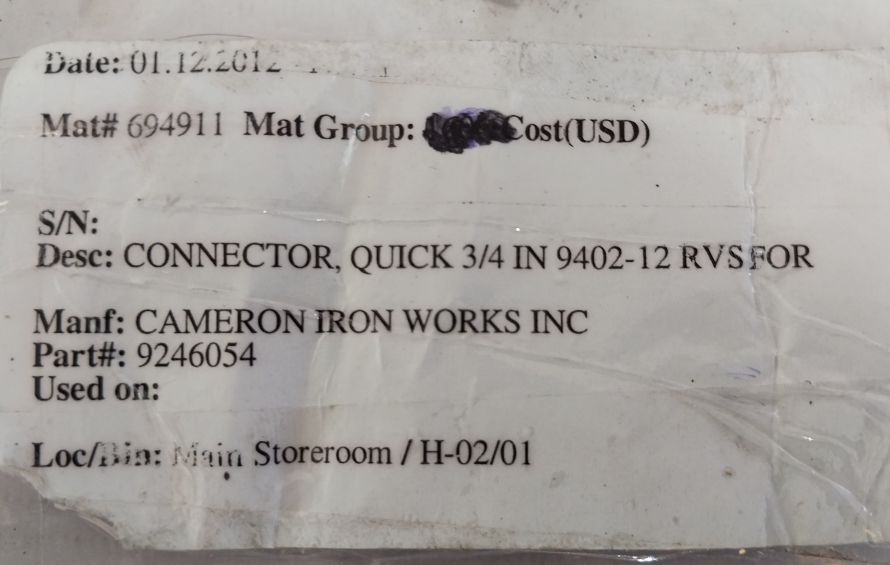 Date: 01.12.2012
Mat# 694911 Mat Group: Cost(USD)
S/N:
Desc: CONNECTOR, QUICK 3/4 IN 9402-12 RVS FOR
Manf: CAMERON IRON WORKS INC
Part#: 9246054
Used on:
Loc/Bin: Main Storeroom / H-02/01